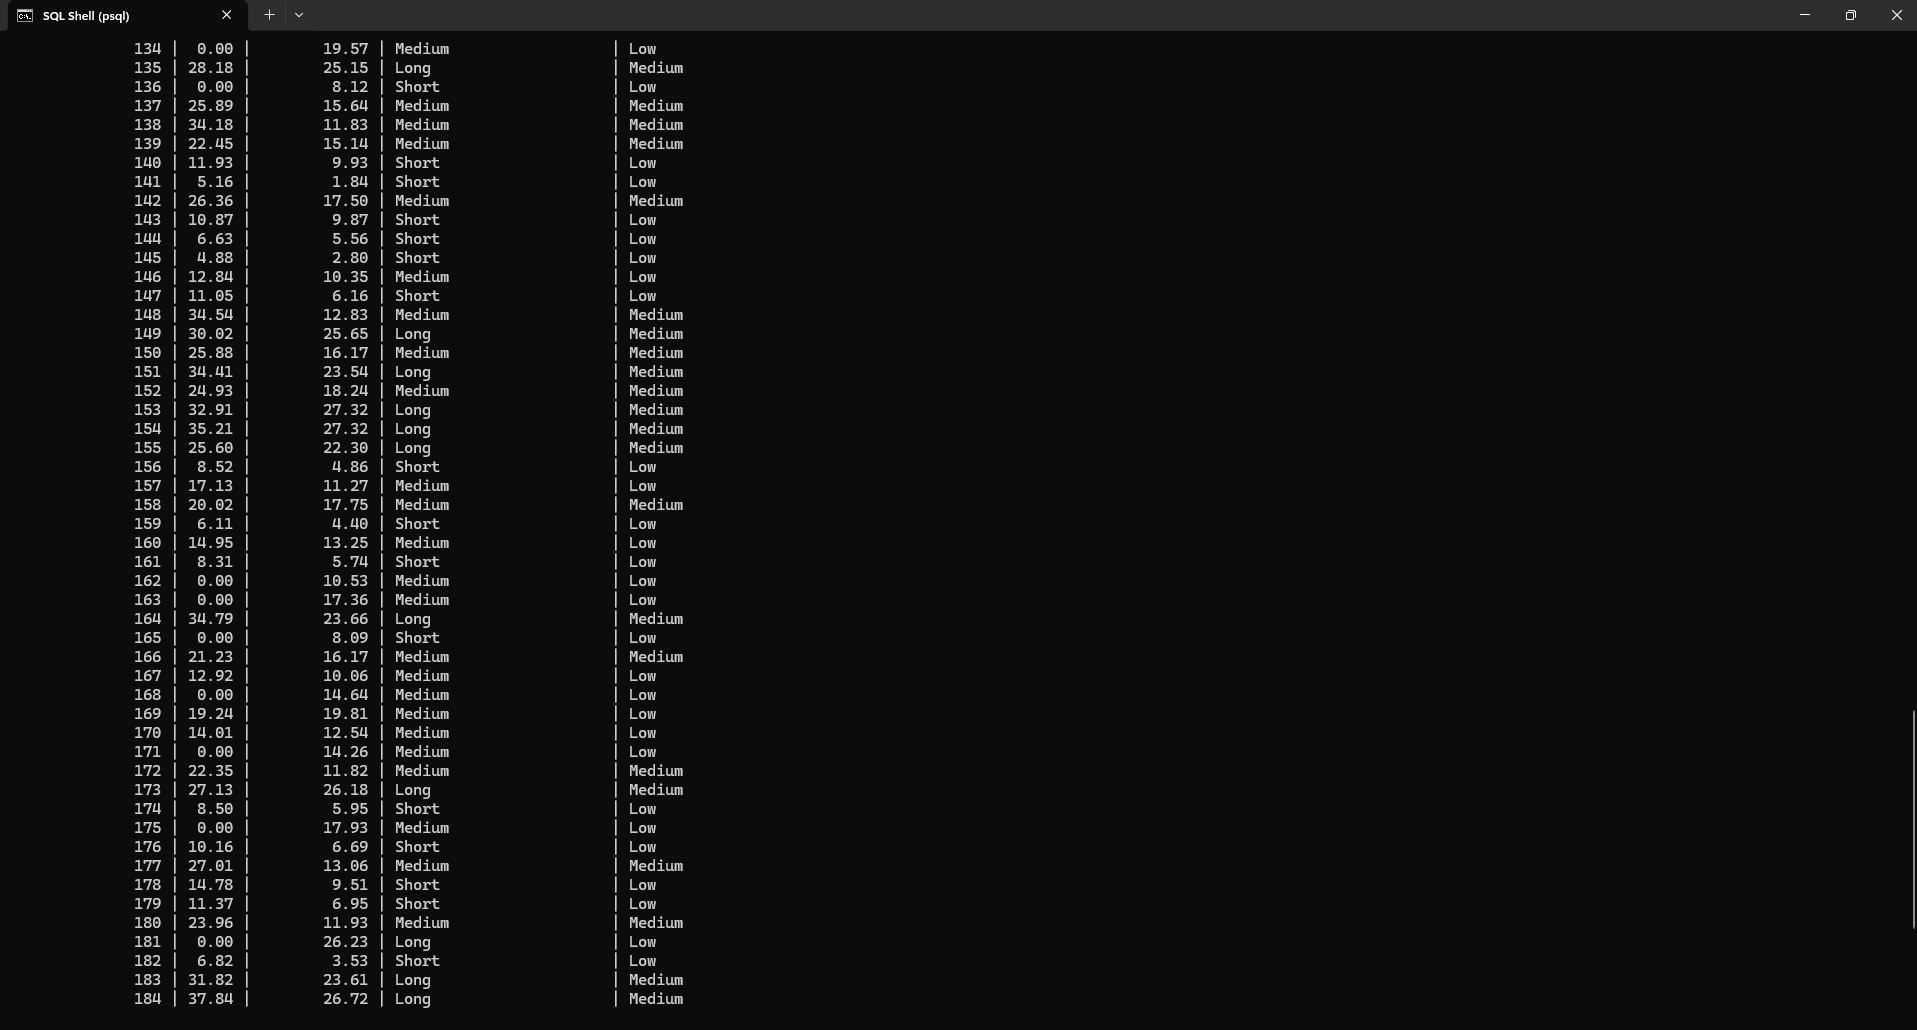 SQL Shell (psql)
134 | 0.00 | 19.57 | Medium | Low
135 | 28.18 | 25.15 | Long | Medium
136 | 0.00 | 8.12 | Short | Low
137 | 25.89 | 15.64 | Medium | Medium
138 | 34.18 | 11.83 | Medium | Medium
139 | 22.45 | 15.14 | Medium | Medium
140 | 11.93 | 9.93 | Short | Low
141 | 5.16 | 1.84 | Short | Low
142 | 26.36 | 17.50 | Medium | Medium
143 | 10.87 | 9.87 | Short | Low
144 | 6.63 | 5.56 | Short | Low
145 | 4.88 | 2.80 | Short | Low
146 | 12.84 | 10.35 | Medium | Low
147 | 11.05 | 6.16 | Short | Low
148 | 34.54 | 12.83 | Medium | Medium
149 | 30.02 | 25.65 | Long | Medium
150 | 25.88 | 16.17 | Medium | Medium
151 | 34.41 | 23.54 | Long | Medium
152 | 24.93 | 18.24 | Medium | Medium
153 | 32.91 | 27.32 | Long | Medium
154 | 35.21 | 27.32 | Long | Medium
155 | 25.60 | 22.30 | Long | Medium
156 | 8.52 | 4.86 | Short | Low
157 | 17.13 | 11.27 | Medium | Low
158 | 20.02 | 17.75 | Medium | Medium
159 | 6.11 | 4.40 | Short | Low
160 | 14.95 | 13.25 | Medium | Low
161 | 8.31 | 5.74 | Short | Low
162 | 0.00 | 10.53 | Medium | Low
163 | 0.00 | 17.36 | Medium | Low
164 | 34.79 | 23.66 | Long | Medium
165 | 0.00 | 8.09 | Short | Low
166 | 21.23 | 16.17 | Medium | Medium
167 | 12.92 | 10.06 | Medium | Low
168 | 0.00 | 14.64 | Medium | Low
169 | 19.24 | 19.81 | Medium | Low
170 | 14.01 | 12.54 | Medium | Low
171 | 0.00 | 14.26 | Medium | Low
172 | 22.35 | 11.82 | Medium | Medium
173 | 27.13 | 26.18 | Long | Medium
174 | 8.50 | 5.95 | Short | Low
175 | 0.00 | 17.93 | Medium | Low
176 | 10.16 | 6.69 | Short | Low
177 | 27.01 | 13.06 | Medium | Medium
178 | 14.78 | 9.51 | Short | Low
179 | 11.37 | 6.95 | Short | Low
180 | 23.96 | 11.93 | Medium | Medium
181 | 0.00 | 26.23 | Long | Low
182 | 6.82 | 3.53 | Short | Low
183 | 31.82 | 23.61 | Long | Medium
184 | 37.84 | 26.72 | Long | Medium